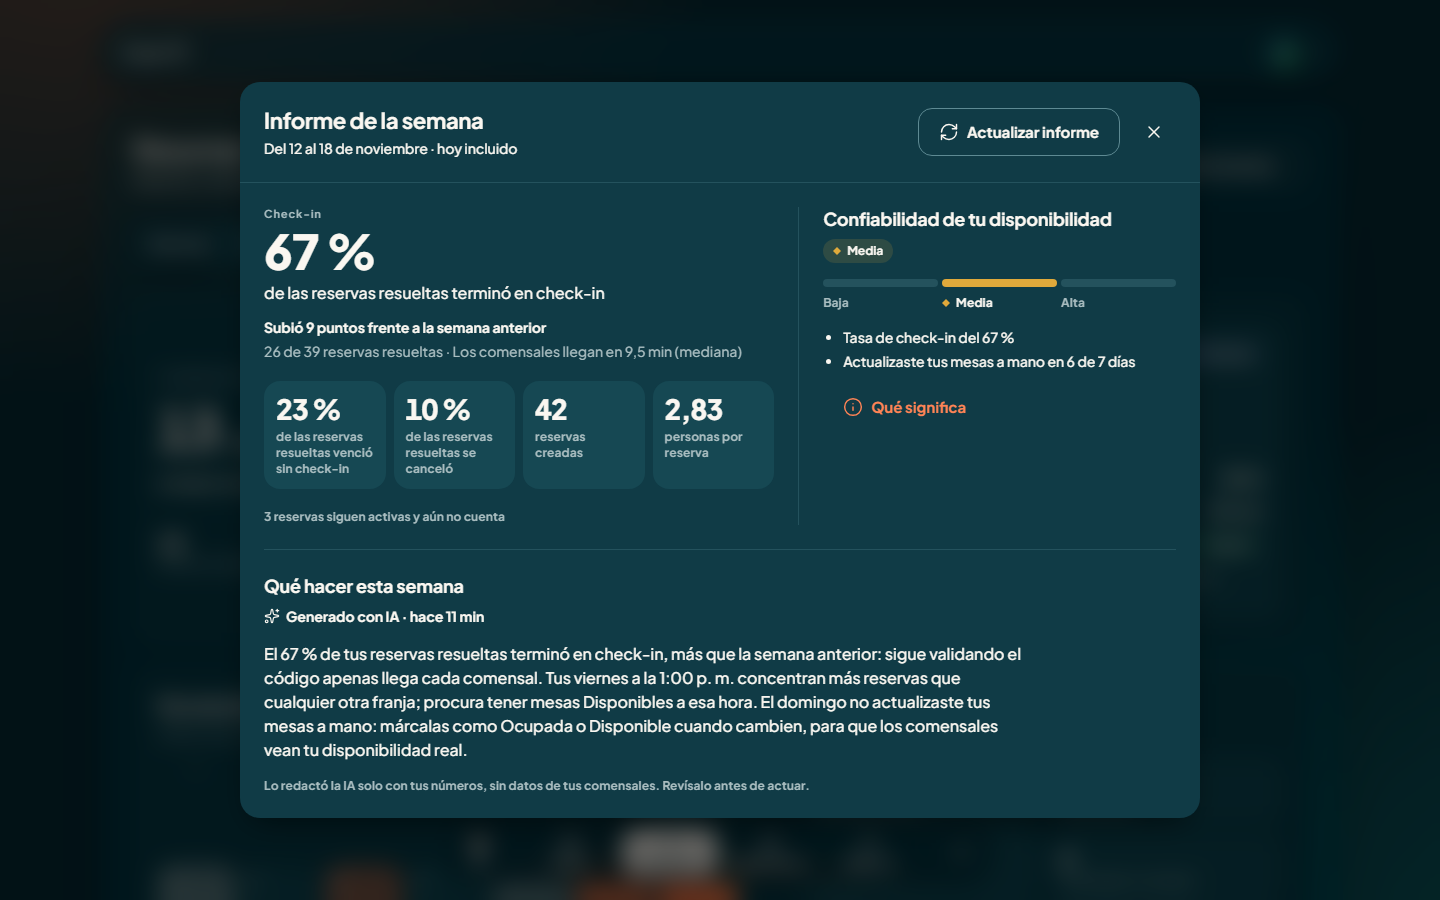 Informe de la semana
Del 12 al 18 de noviembre · hoy incluido
Actualizar informe
Check-in
67 %
de las reservas resueltas terminó en check-in
Subió 9 puntos frente a la semana anterior
26 de 39 reservas resueltas · Los comensales llegan en 9,5 min (mediana)
23 %
de las reservas
resueltas venció
sin check-in
10 %
de las reservas
resueltas se
canceló
42
reservas
creadas
2,83
personas por
reserva
3 reservas siguen activas y aún no cuenta
Confiabilidad de tu disponibilidad
Media
Baja
Media
Alta
• Tasa de check-in del 67 %
• Actualizaste tus mesas a mano en 6 de 7 días
Qué significa
Qué hacer esta semana
Generado con IA · hace 11 min
El 67 % de tus reservas resueltas terminó en check-in, más que la semana anterior: sigue validando el
código apenas llega cada comensal. Tus viernes a la 1:00 p. m. concentran más reservas que
cualquier otra franja; procura tener mesas Disponibles a esa hora. El domingo no actualizaste tus
mesas a mano: márcalas como Ocupada o Disponible cuando cambien, para que los comensales
vean tu disponibilidad real.
Lo redactó la IA solo con tus números, sin datos de tus comensales. Revísalo antes de actuar.